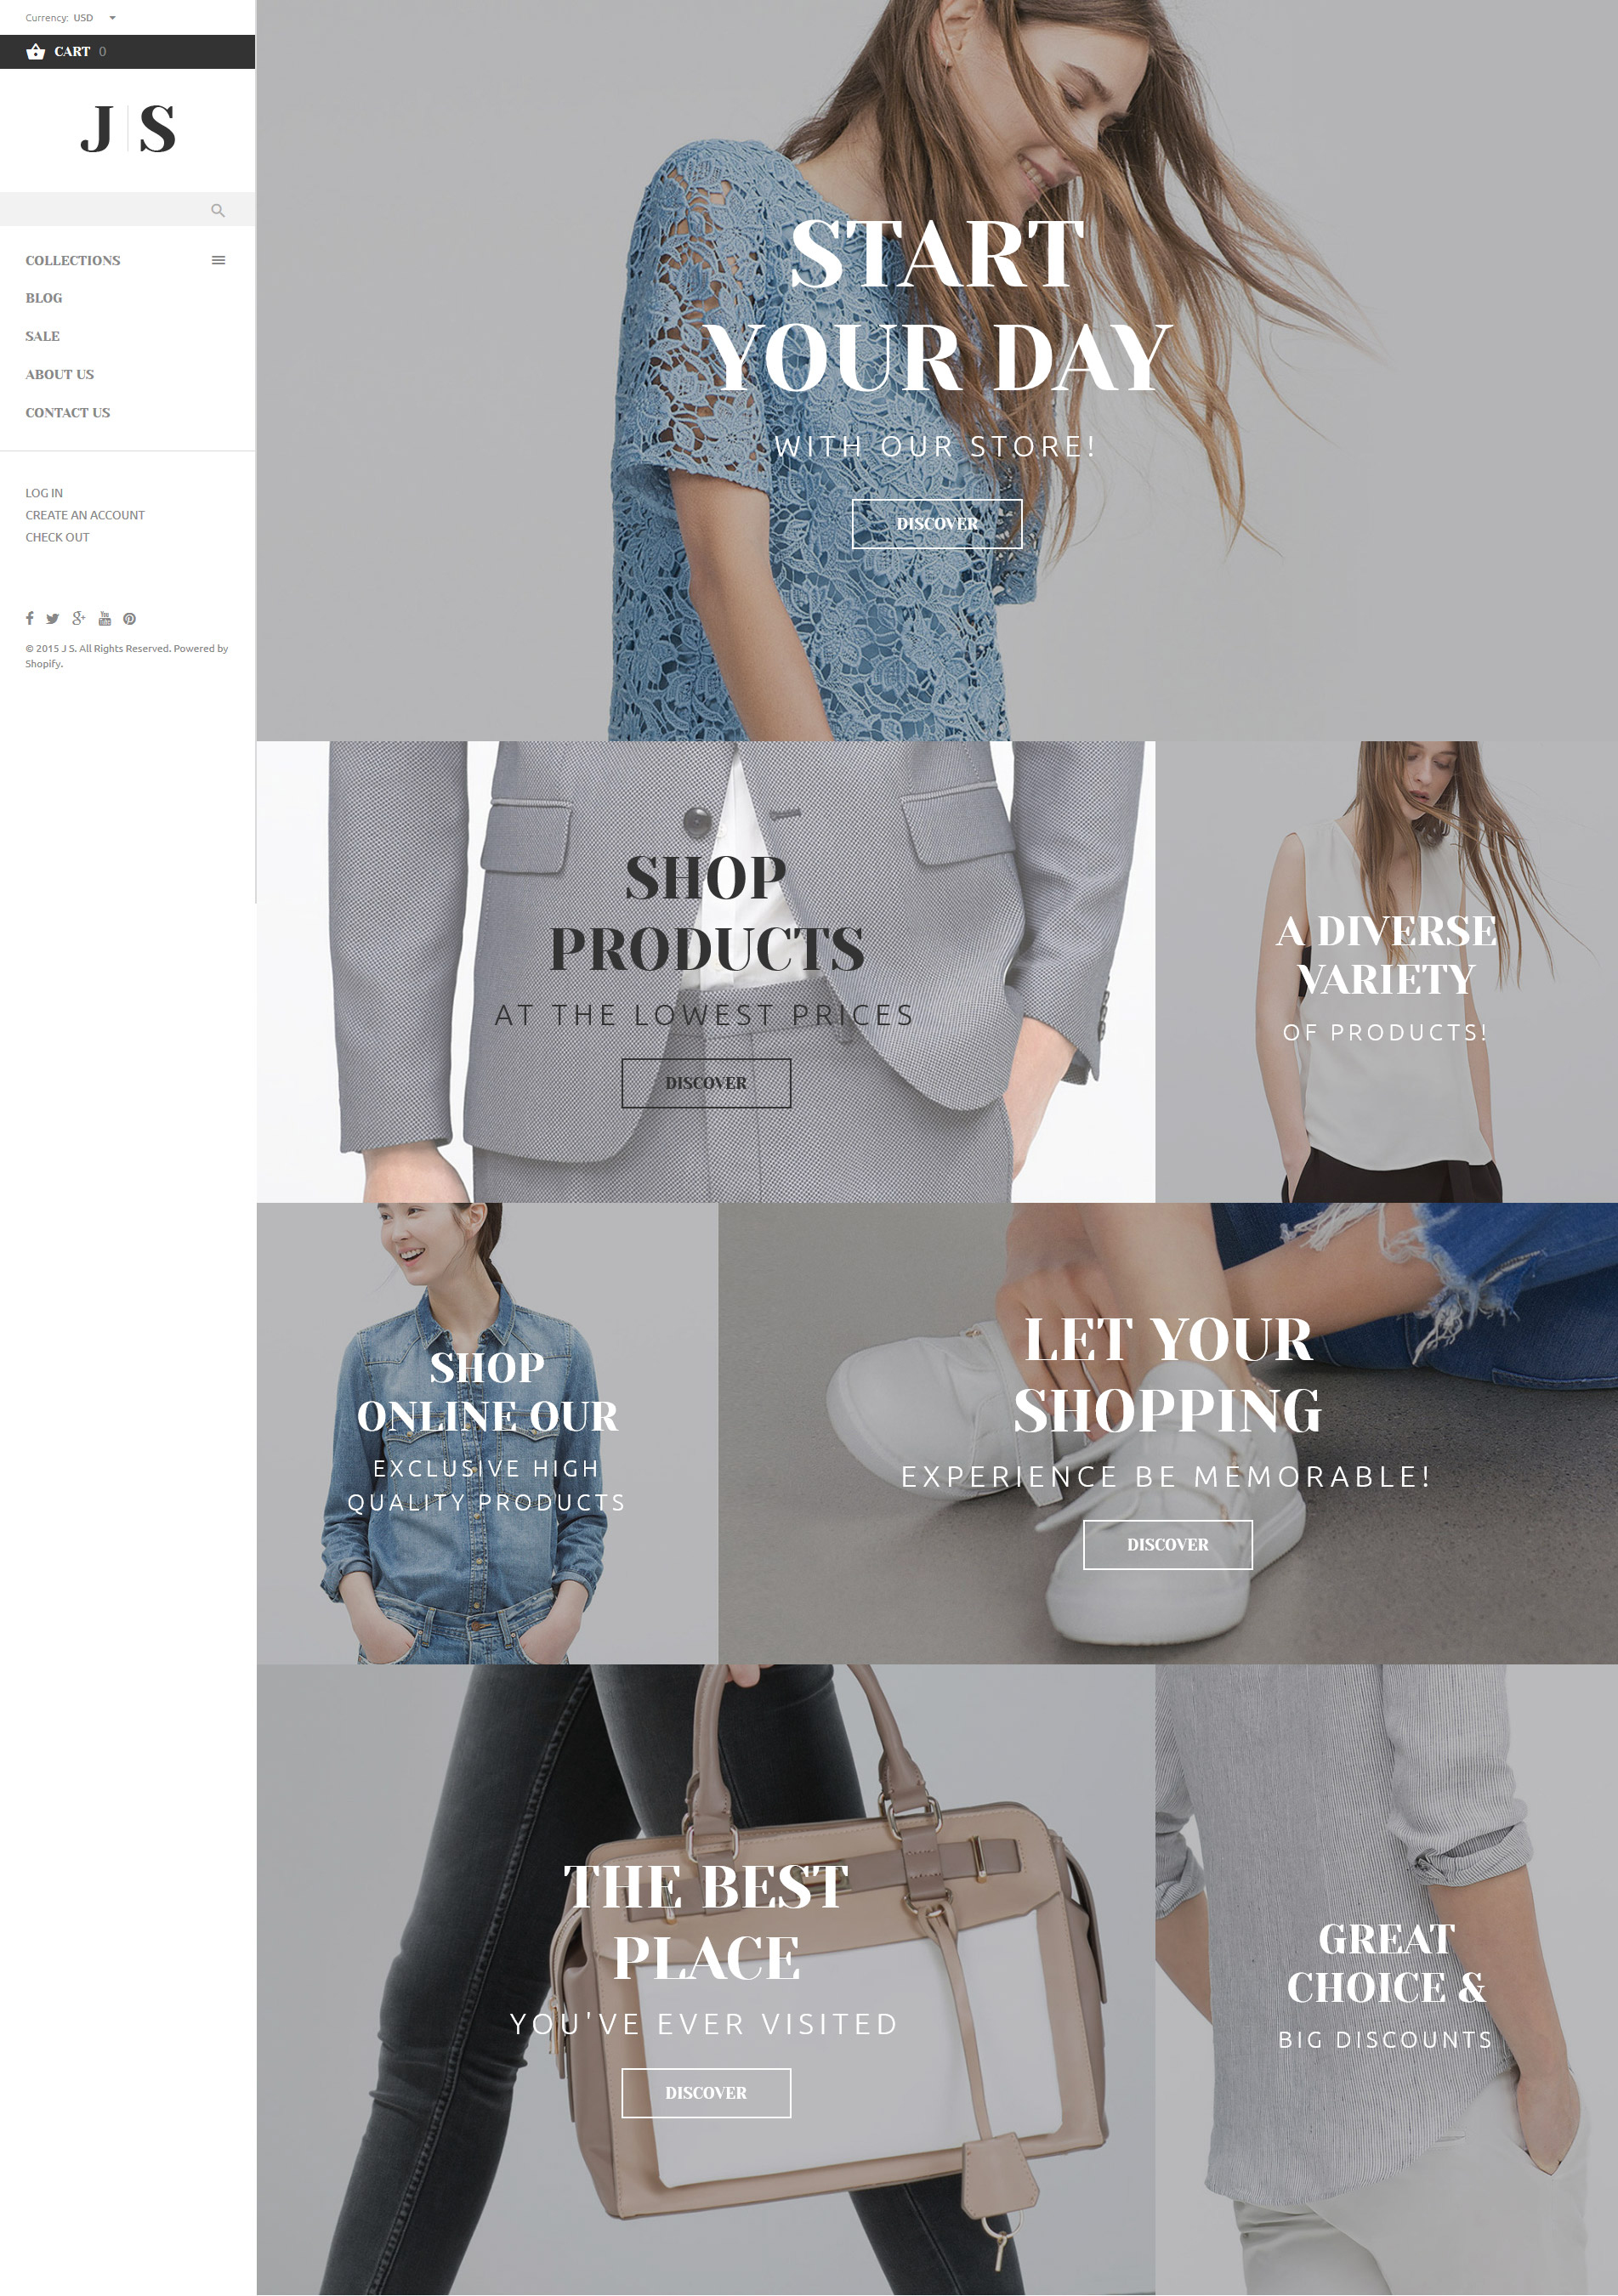 Currency: USD
CART 0
J S
COLLECTIONS
BLOG
SALE
ABOUT US
CONTACT US
LOG IN
CREATE AN ACCOUNT
CHECK OUT
© 2015 J S. All Rights Reserved. Powered by
Shopify.
START
YOUR DAY
WITH OUR STORE!
DISCOVER
SHOP
PRODUCTS
AT THE LOWEST PRICES
DISCOVER
A DIVERSE
VARIETY
OF PRODUCTS!
SHOP
ONLINE OUR
EXCLUSIVE HIGH
QUALITY PRODUCTS
LET YOUR
SHOPPING
EXPERIENCE BE MEMORABLE!
DISCOVER
THE BEST
PLACE
YOU'VE EVER VISITED
DISCOVER
GREAT
CHOICE &
BIG DISCOUNTS